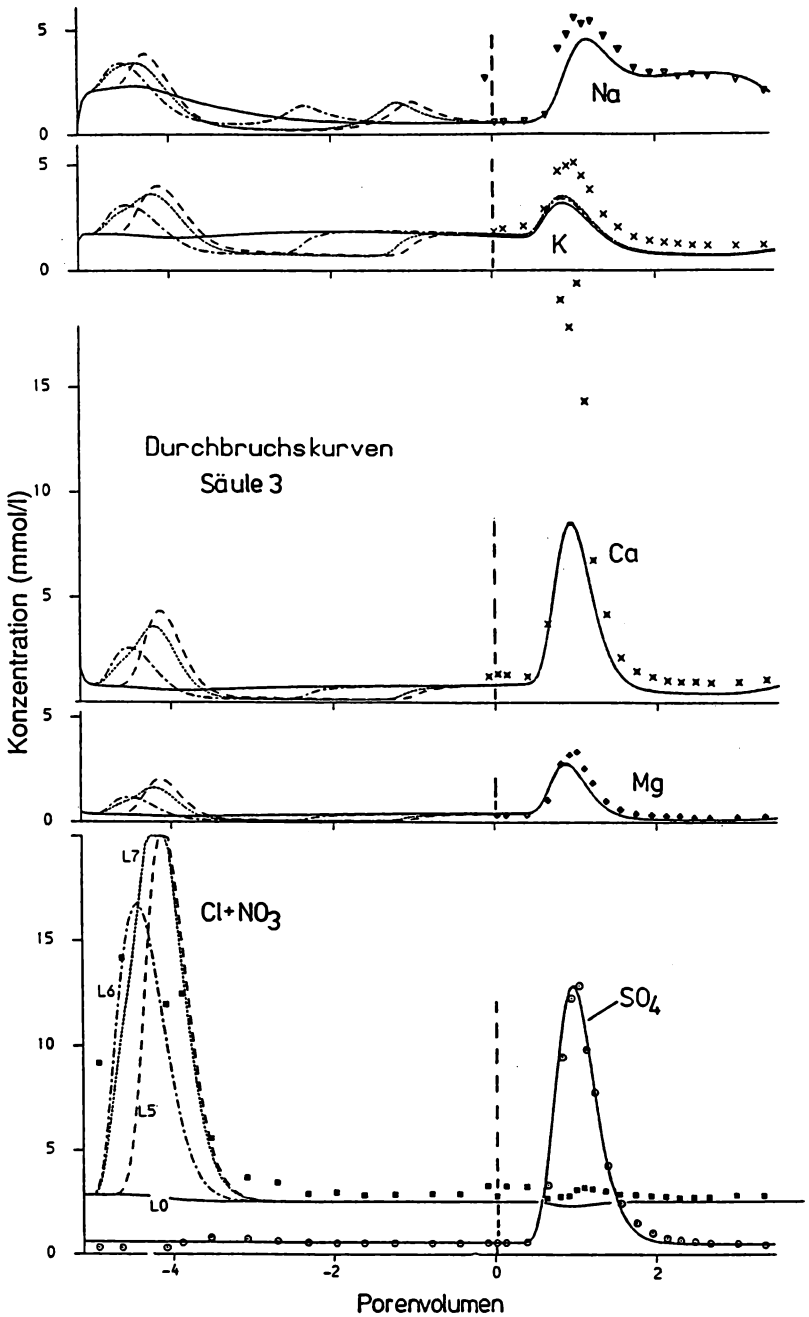 5
Na
0
5
K
0
15
Durchbruchskurven
Säule 3
10
Ca
5
0
5
Mg
0
L7
Cl+NO3
15
L6
SO4
10
L5
5
L0
0
-4
-2
0
2
Porenvolumen
Konzentration (mmol/l)